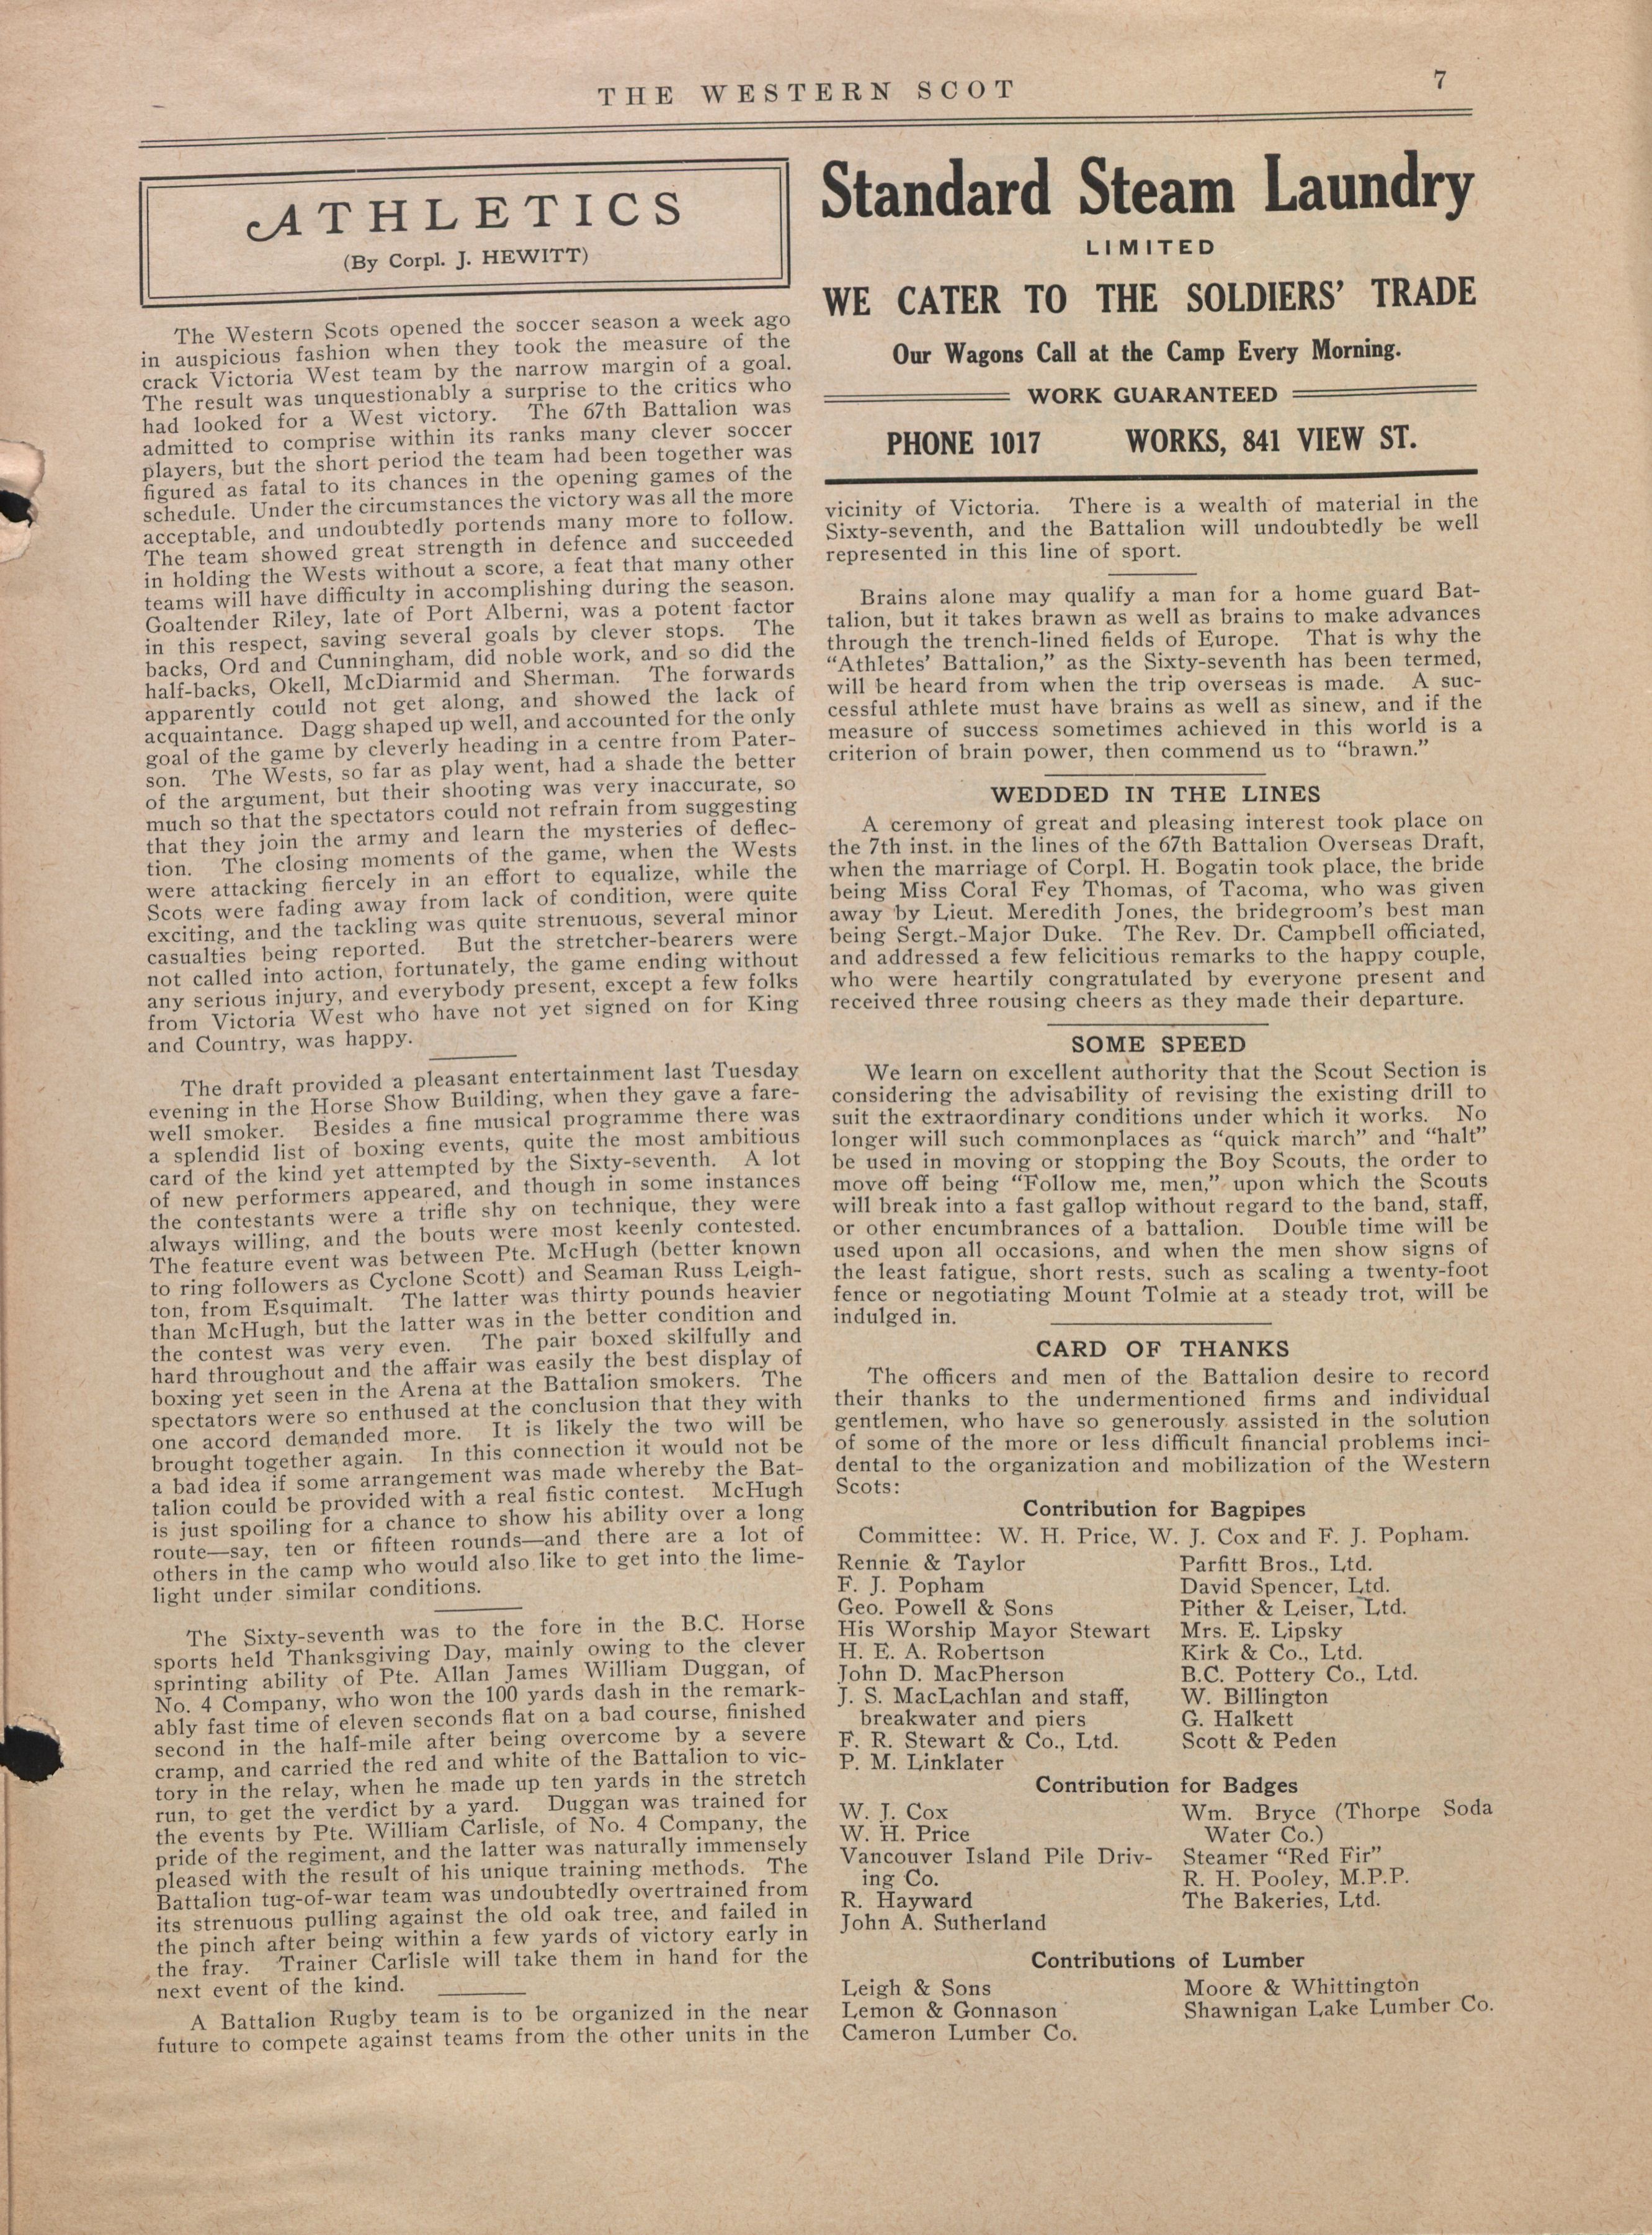 THE WESTERN SCOT
7
ATHLETICS
(By Corpl. J. HEWITT)
The Western Scots opened the soccer season a week ago
in auspicious fashion when they took the measure of the
crack Victoria West team by the narrow margin of a goal.
The result was unquestionably a surprise to the critics who
had looked for a West victory. The 67th Battalion was
admitted to comprise within its ranks many clever soccer
players, but the short period the team had been together was
figured as fatal to its chances in the opening games of the
schedule. Under the circumstances the victory was all the more
acceptable, and undoubtedly portends many more to follow.
The team showed great strength in defence and succeeded
in holding the Wests without a score, a feat that many other
teams will have difficulty in accomplishing during the season.
Goaltender Riley, late of Port Alberni, was a potent factor
in this respect, saving several goals by clever stops. The
backs, Ord and Cunningham, did noble work, and so did the
half-backs, Okell, McDiarmid and Sherman. The forwards
apparently could not get along, and showed the lack of
acquaintance. Dagg shaped up well, and accounted for the only
goal of the game by cleverly heading in a centre from Pater-
son. The Wests, so far as play went, had a shade the better
of the argument, but their shooting was very inaccurate, so
much so that the spectators could not refrain from suggesting
that they join the army and learn the mysteries of deflec-
tion. The closing moments of the game, when the Wests
were attacking fiercely in an effort to equalize, while the
Scots were fading away from lack of condition, were quite
exciting, and the tackling was quite strenuous, several minor
casualties being reported. But the stretcher-bearers were
not called into action, fortunately, the game ending without
any serious injury, and everybody present, except a few folks
from Victoria West who have not yet signed on for King
and Country, was happy.
The draft provided a pleasant entertainment last Tuesday
evening in the Horse Show Building, when they gave a fare-
well smoker. Besides a fine musical programme there was
a splendid list of boxing events, quite the most ambitious
card of the kind yet attempted by the Sixty-seventh. A lot
of new performers appeared, and though in some instances
the contestants were a trifle shy on technique, they were
always willing, and the bouts were most keenly contested.
The feature event was between Pte. McHugh (better known
to ring followers as Cyclone Scott) and Seaman Russ Leigh-
ton, from Esquimalt. The latter was thirty pounds heavier
than McHugh, but the latter was in the better condition and
the contest was very even. The pair boxed skilfully and
hard throughout and the affair was easily the best display of
boxing yet seen in the Arena at the Battalion smokers. The
spectators were so enthused at the conclusion that they with
one accord demanded more. It is likely the two will be
brought together again. In this connection it would not be
a bad idea if some arrangement was made whereby the Bat-
talion could be provided with a real fistic contest. McHugh
is just spoiling for a chance to show his ability over a long
route—say, ten or fifteen rounds—and there are a lot of
others in the camp who would also like to get into the lime-
light under similar conditions.
The Sixty-seventh was to the fore in the B.C. Horse
sports held Thanksgiving Day, mainly owing to the clever
sprinting ability of Pte. Allan James William Duggan, of
No. 4 Company, who won the 100 yards dash in the remark-
ably fast time of eleven seconds flat on a bad course, finished
second in the half-mile after being overcome by a severe
cramp, and carried the red and white of the Battalion to vic-
tory in the relay, when he made up ten yards in the stretch
run, to get the verdict by a yard. Duggan was trained for
the events by Pte. William Carlisle, of No. 4 Company, the
pride of the regiment, and the latter was naturally immensely
pleased with the result of his unique training methods. The
Battalion tug-of-war team was undoubtedly overtrained from
its strenuous pulling against the old oak tree, and failed in
the pinch after being within a few yards of victory early in
the fray. Trainer Carlisle will take them in hand for the
next event of the kind.
A Battalion Rugby team is to be organized in the near
future to compete against teams from the other units in the
Standard Steam Laundry
LIMITED
WE CATER TO THE SOLDIERS' TRADE
Our Wagons Call at the Camp Every Morning.
WORK GUARANTEED
PHONE 1017 WORKS, 841 VIEW ST.
vicinity of Victoria. There is a wealth of material in the
Sixty-seventh, and the Battalion will undoubtedly be well
represented in this line of sport.
Brains alone may qualify a man for a home guard Bat-
talion, but it takes brawn as well as brains to make advances
through the trench-lined fields of Europe. That is why the
"Athletes' Battalion," as the Sixty-seventh has been termed,
will be heard from when the trip overseas is made. A suc-
cessful athlete must have brains as well as sinew, and if the
measure of success sometimes achieved in this world is a
criterion of brain power, then commend us to "brawn."
WEDDED IN THE LINES
A ceremony of great and pleasing interest took place on
the 7th inst. in the lines of the 67th Battalion Overseas Draft,
when the marriage of Corpl. H. Bogatin took place, the bride
being Miss Coral Fey Thomas, of Tacoma, who was given
away by Lieut. Meredith Jones, the bridegroom's best man
being Sergt.-Major Duke. The Rev. Dr. Campbell officiated,
and addressed a few felicitious remarks to the happy couple,
who were heartily congratulated by everyone present and
received three rousing cheers as they made their departure.
SOME SPEED
We learn on excellent authority that the Scout Section is
considering the advisability of revising the existing drill to
suit the extraordinary conditions under which it works. No
longer will such commonplaces as "quick march" and "halt"
be used in moving or stopping the Boy Scouts, the order to
move off being "Follow me, men," upon which the Scouts
will break into a fast gallop without regard to the band, staff,
or other encumbrances of a battalion. Double time will be
used upon all occasions, and when the men show signs of
the least fatigue, short rests, such as scaling a twenty-foot
fence or negotiating Mount Tolmie at a steady trot, will be
indulged in.
CARD OF THANKS
The officers and men of the Battalion desire to record
their thanks to the undermentioned firms and individual
gentlemen, who have so generously assisted in the solution
of some of the more or less difficult financial problems inci-
dental to the organization and mobilization of the Western
Scots:
Contribution for Bagpipes
Committee: W. H. Price, W. J. Cox and F. J. Popham.
Rennie & Taylor
F. J. Popham
Geo. Powell & Sons
His Worship Mayor Stewart
H. E. A. Robertson
John D. MacPherson
J. S. MacLachlan and staff,
breakwater and piers
F. R. Stewart & Co., Ltd.
P. M. Linklater
Parfitt Bros., Ltd.
David Spencer, Ltd.
Pither & Leiser, Ltd.
Mrs. E. Lipsky
Kirk & Co., Ltd.
B.C. Pottery Co., Ltd.
W. Billington
G. Halkett
Scott & Peden
Contribution for Badges
W. J. Cox
W. H. Price
Vancouver Island Pile Driv-
ing Co.
R. Hayward
John A. Sutherland
Wm. Bryce (Thorpe Soda
Water Co.)
Steamer "Red Fir"
R. H. Pooley, M.P.P.
The Bakeries, Ltd.
Contributions of Lumber
Leigh & Sons
Lemon & Gonnason
Cameron Lumber Co.
Moore & Whittington
Shawnigan Lake Lumber Co.